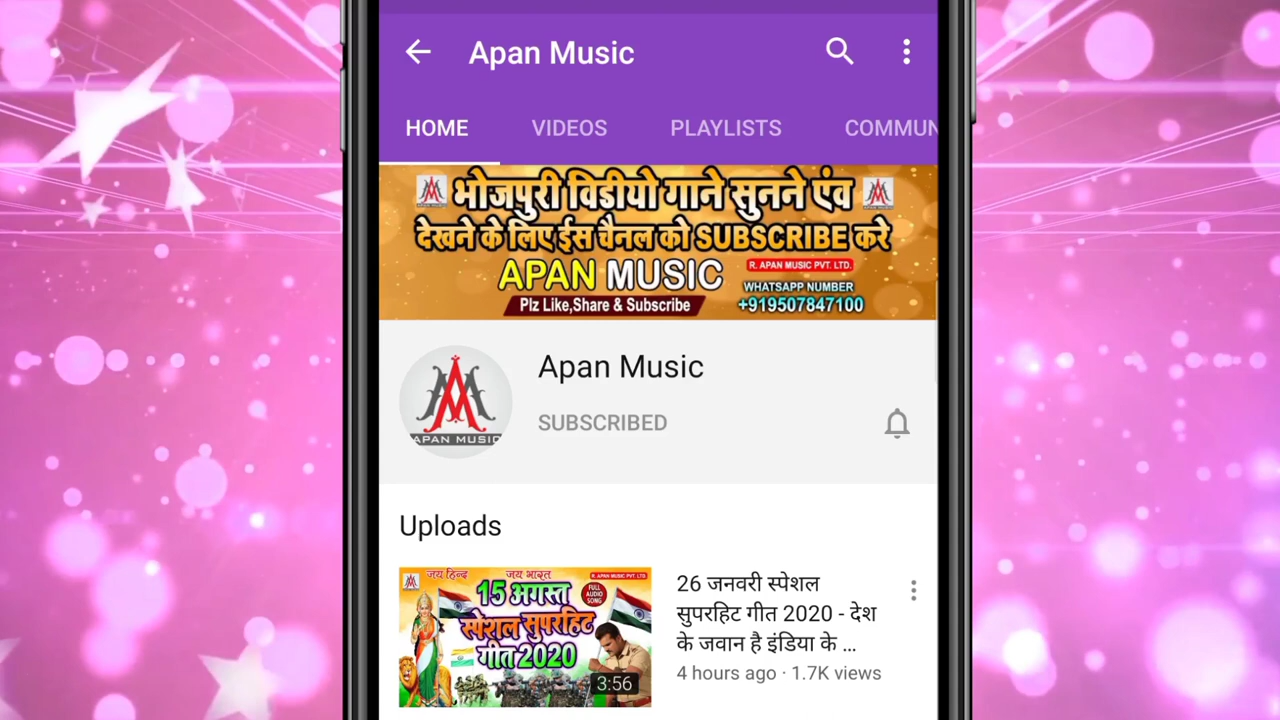 Apan Music
HOME VIDEOS PLAYLISTS COMMUN
भोजपुरी विडीयो गाने सुनने एंव
देखने के लिए ईस चैनल को SUBSCRIBE करे
APAN MUSIC
R. APAN MUSIC PVT. LTD.
WHATSAPP NUMBER
Plz Like,Share & Subscribe
+919507847100
Apan Music
SUBSCRIBED
APAN MUSIC
Uploads
जय हिन्द जय भारत
R. APAN MUSIC PVT. LTD
15 अगस्त
FULL
AUDIO
SONG
स्पेशल सुपरहिट
गीत 2020
3:56
26 जनवरी स्पेशल
सुपरहिट गीत 2020 - देश
के जवान है इंडिया के ...
4 hours ago · 1.7K views